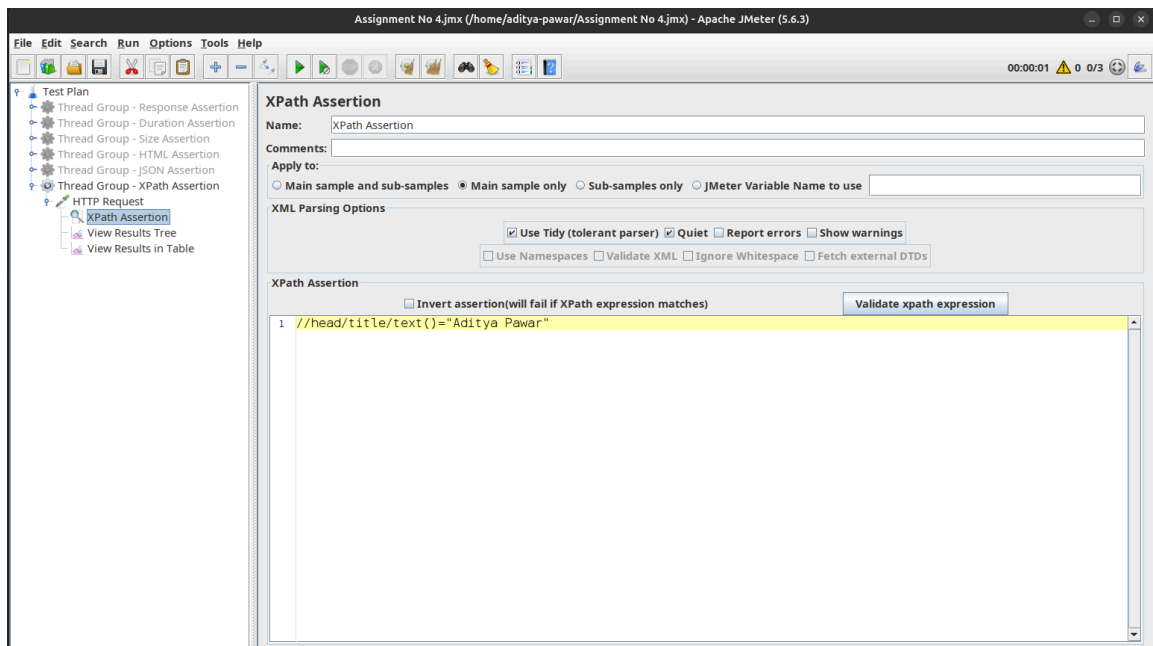 Assignment No 4.jmx (/home/aditya-pawar/Assignment No 4.jmx) - Apache JMeter (5.6.3)
File Edit Search Run Options Tools Help
00:00:01 0 0/3
Test Plan
Thread Group - Response Assertion
Thread Group - Duration Assertion
Thread Group - Size Assertion
Thread Group - HTML Assertion
Thread Group - JSON Assertion
Thread Group - XPath Assertion
HTTP Request
XPath Assertion
View Results Tree
View Results in Table
XPath Assertion
Name: XPath Assertion
Comments:
Apply to:
Main sample and sub-samples Main sample only Sub-samples only JMeter Variable Name to use
XML Parsing Options
Use Tidy (tolerant parser) Quiet Report errors Show warnings
Use Namespaces Validate XML Ignore Whitespace Fetch external DTDs
XPath Assertion
Invert assertion(will fail if XPath expression matches) Validate xpath expression
1 //head/title/text()="Aditya Pawar"